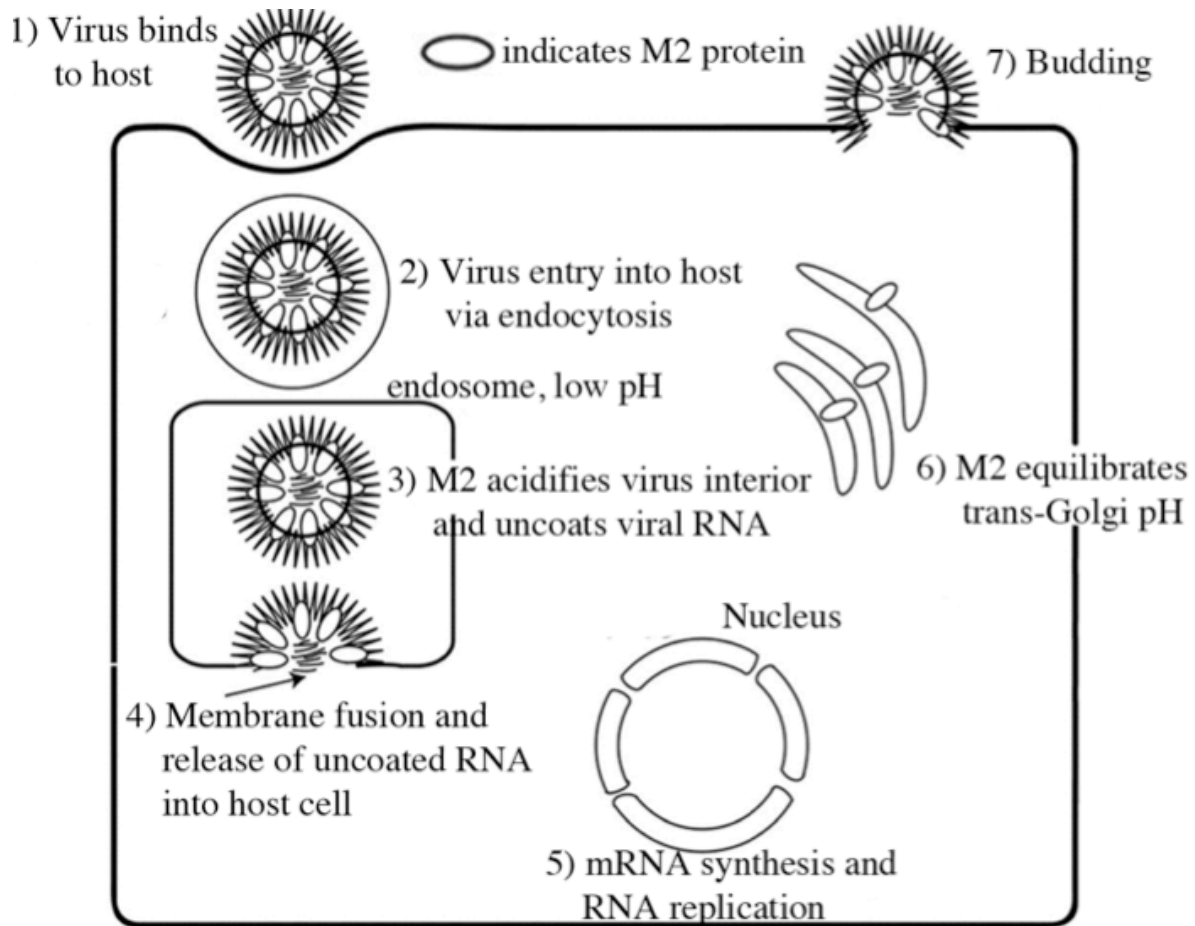 1) Virus binds
to host
indicates M2 protein
7) Budding
2) Virus entry into host
via endocytosis
endosome, low pH
3) M2 acidifies virus interior
and uncoats viral RNA
6) M2 equilibrates
trans-Golgi pH
Nucleus
4) Membrane fusion and
release of uncoated RNA
into host cell
5) mRNA synthesis and
RNA replication